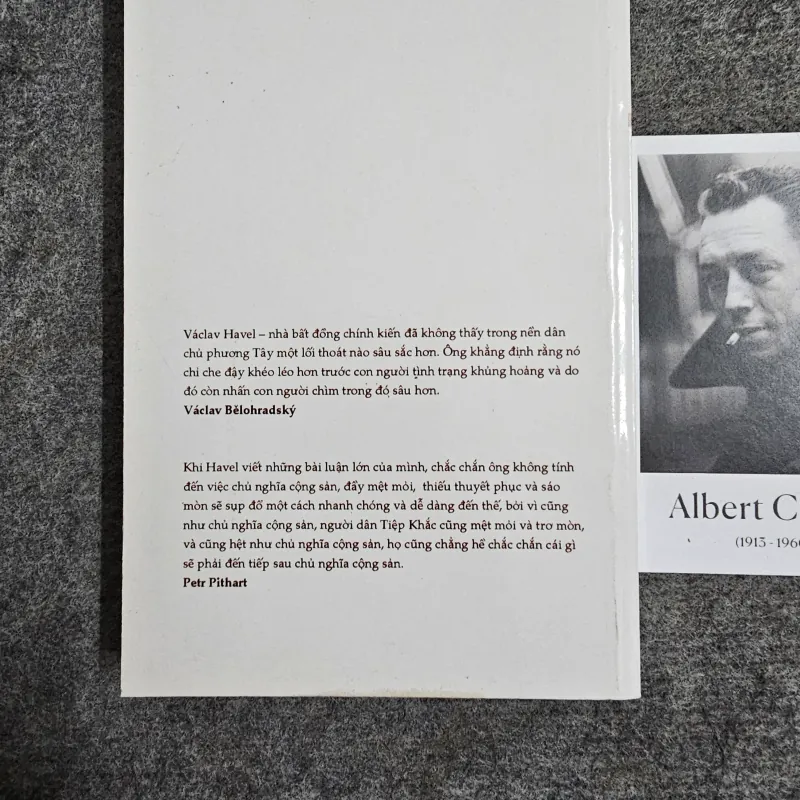 Václav Havel – nhà bất đồng chính kiến đã không thấy trong nền dân
chủ phương Tây một lối thoát nào sâu sắc hơn. Ông khẳng định rằng nó
chỉ che đậy khéo léo hơn trước con người tình trạng khủng hoảng và do
đó còn nhấn con người chìm trong đó sâu hơn.
Václav Bělohradský
Khi Havel viết những bài luận lớn của mình, chắc chắn ông không tính
đến việc chủ nghĩa cộng sản, đầy mệt mỏi, thiếu thuyết phục và sáo
mòn sẽ sụp đổ một cách nhanh chóng và dễ dàng đến thế, bởi vì cũng
như chủ nghĩa cộng sản, người dân Tiệp Khắc cũng mệt mỏi và trơ mòn,
và cũng hệt như chủ nghĩa cộng sản, họ cũng chẳng hề chắc chắn cái gì
sẽ phải đến tiếp sau chủ nghĩa cộng sản.
Petr Pithart
Albert C
(1913 - 196